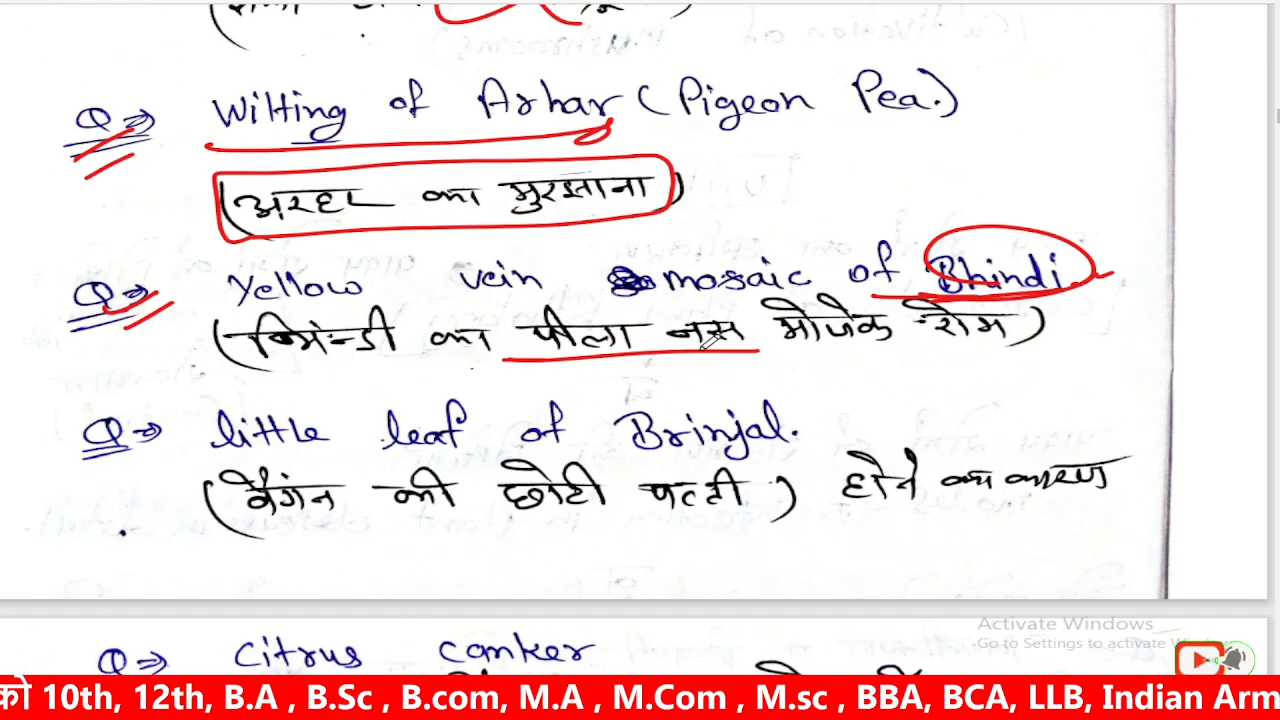 Q⇒ Wilting of Arhar (Pigeon Pea.)
(अरहर का मुरझाना)
Q⇒ Yellow vein mosaic of Bhindi
(भिन्डी का पीला नस मोजेक रोग)
Q⇒ little leaf of Brinjal.
(बैगन की छोटी पत्ती) होने का कारण
Activate Windows
Go to Settings to activate
Q⇒ Citrus canker
को 10th, 12th, B.A , B.Sc , B.com, M.A , M.Com , M.sc , BBA, BCA, LLB, Indian Arm